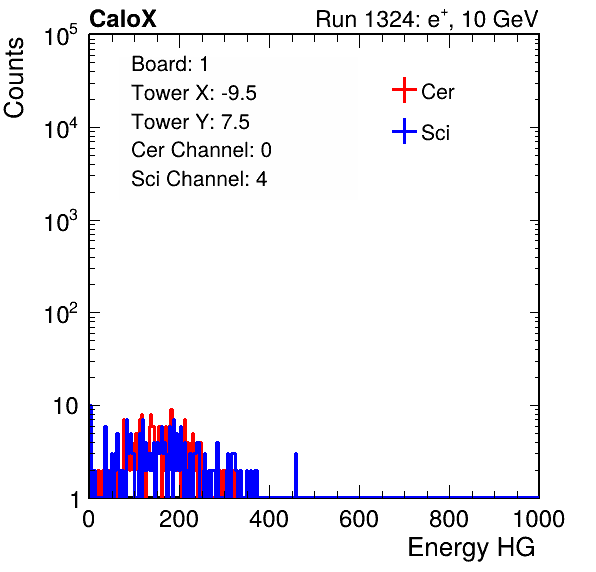 CaloX Run 1324: e⁺, 10 GeV
Counts
10⁵
10⁴
10³
10²
10
1
Board: 1
Tower X: -9.5
Tower Y: 7.5
Cer Channel: 0
Sci Channel: 4
Cer
Sci
0 200 400 600 800 1000
Energy HG